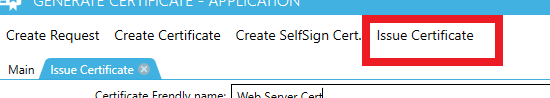 GENERATE CERTIFICATE - APPLICATION
Create Request Create Certificate Create SelfSign Cert. Issue Certificate
Main Issue Certificate
Certificate Friendly name: Web Server Cert